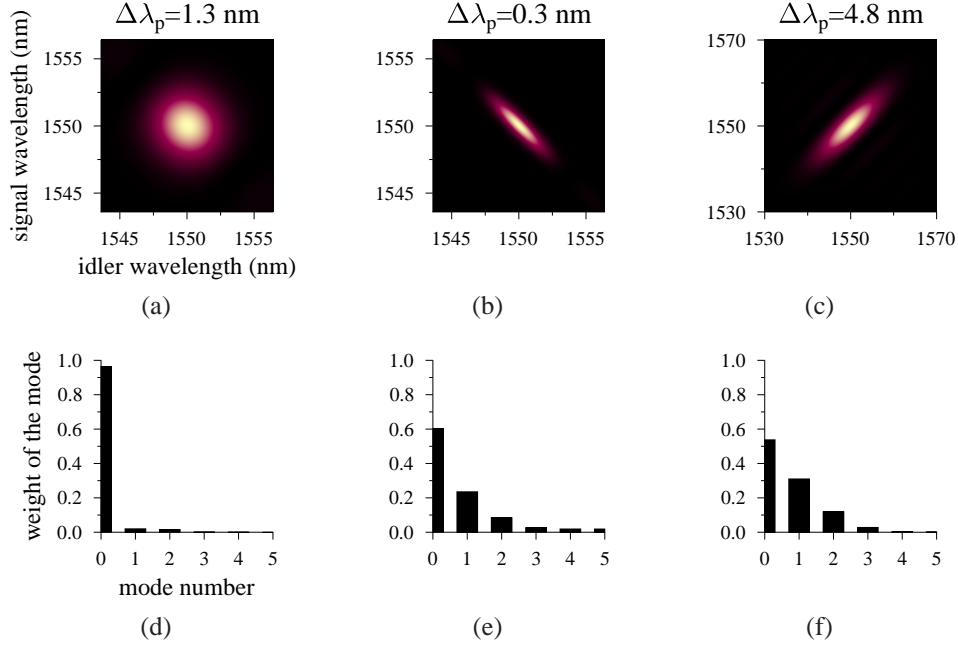 Δλp=1.3 nm
Δλp=0.3 nm
Δλp=4.8 nm
signal wavelength (nm)
1555
1550
1545
1545 1550 1555
idler wavelength (nm)
1555
1550
1545
1545 1550 1555
1570
1550
1530
1530 1550 1570
(a)
(b)
(c)
weight of the mode
1.0
0.8
0.6
0.4
0.2
0.0
0 1 2 3 4 5
mode number
1.0
0.8
0.6
0.4
0.2
0.0
0 1 2 3 4 5
1.0
0.8
0.6
0.4
0.2
0.0
0 1 2 3 4 5
(d)
(e)
(f)